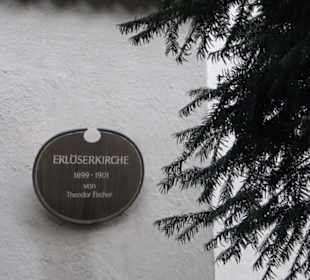 ERLÖSERKIRCHE
1899-1901
von
Theodor Fischer